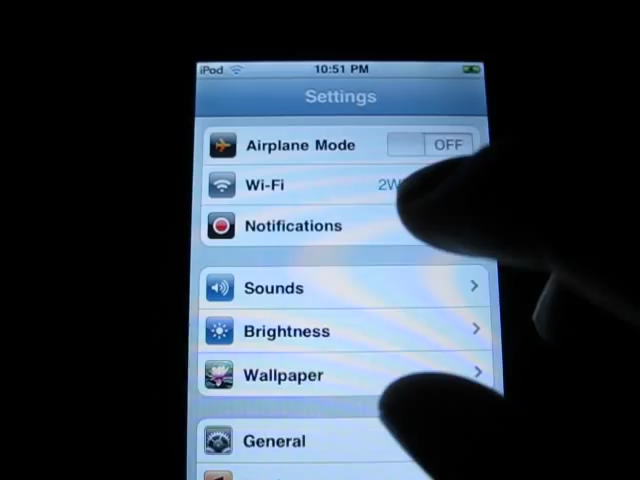 iPod 10:51 PM
Settings
Airplane Mode OFF
Wi-Fi
Notifications
Sounds
Brightness
Wallpaper
General